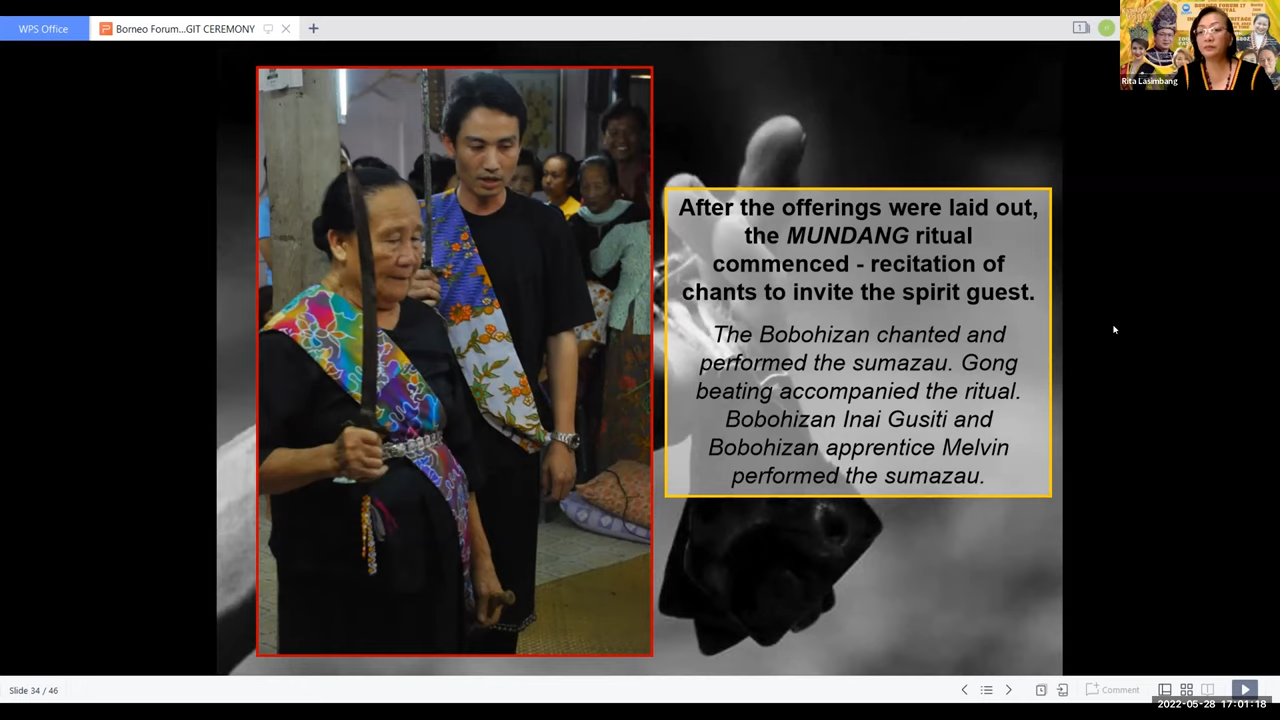 WPS Office
Borneo Forum...GIT CEREMONY
Rita Lasimbang
After the offerings were laid out,
the MUNDANG ritual
commenced - recitation of
chants to invite the spirit guest.
The Bobohizan chanted and
performed the sumazau. Gong
beating accompanied the ritual.
Bobohizan Inai Gusiti and
Bobohizan apprentice Melvin
performed the sumazau.
Slide 34 / 46
Comment
2022-05-28 17:01:18